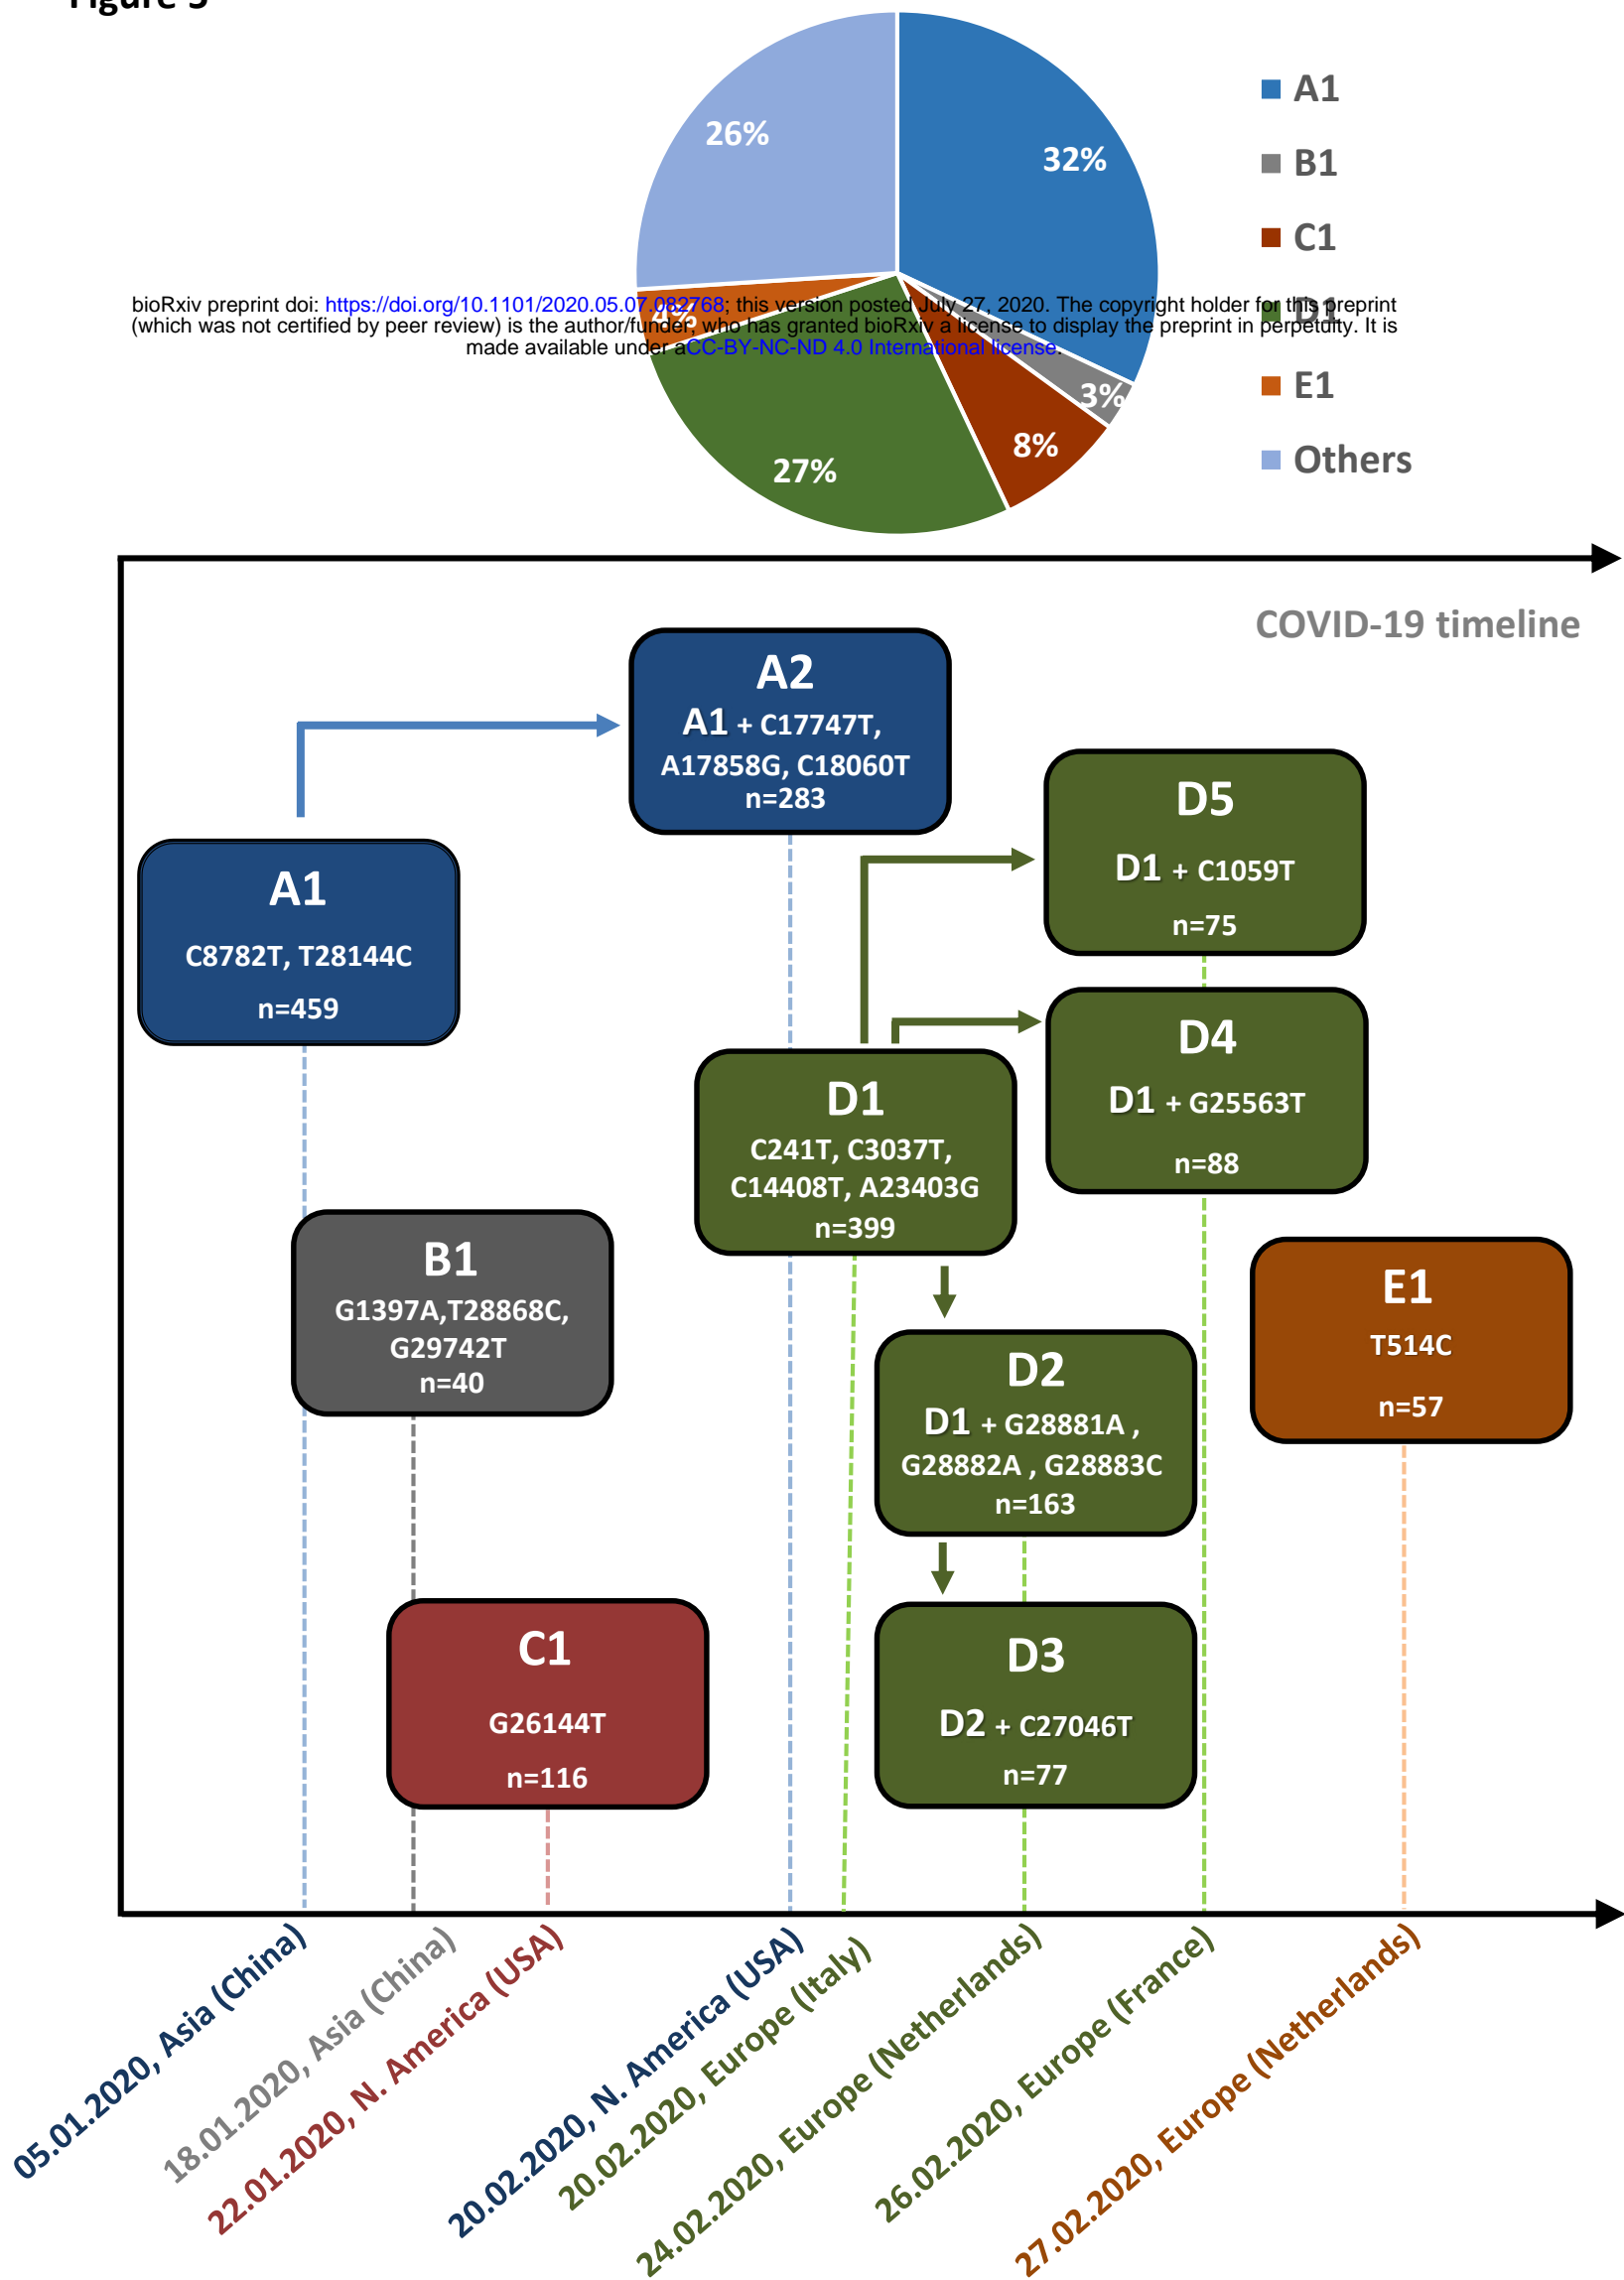 26%
32%
4%
3%
8%
27%
A1
B1
C1
D1
E1
Others
bioRxiv preprint doi: https://doi.org/10.1101/2020.05.07.082768; this version posted July 27, 2020. The copyright holder for this preprint
(which was not certified by peer review) is the author/funder, who has granted bioRxiv a license to display the preprint in perpetuity. It is
made available under aCC-BY-NC-ND 4.0 International license.
COVID-19 timeline
A2
A1 + C17747T,
A17858G, C18060T
n=283
D5
D1 + C1059T
n=75
A1
C8782T, T28144C
n=459
D4
D1 + G25563T
n=88
D1
C241T, C3037T,
C14408T, A23403G
n=399
B1
G1397A,T28868C,
G29742T
n=40
E1
T514C
n=57
D2
D1 + G28881A ,
G28882A , G28883C
n=163
C1
G26144T
n=116
D3
D2 + C27046T
n=77
05.01.2020, Asia (China)
18.01.2020, Asia (China)
22.01.2020, N. America (USA)
20.02.2020, N. America (USA)
20.02.2020, Europe (Italy)
24.02.2020, Europe (Netherlands)
26.02.2020, Europe (France)
27.02.2020, Europe (Netherlands)